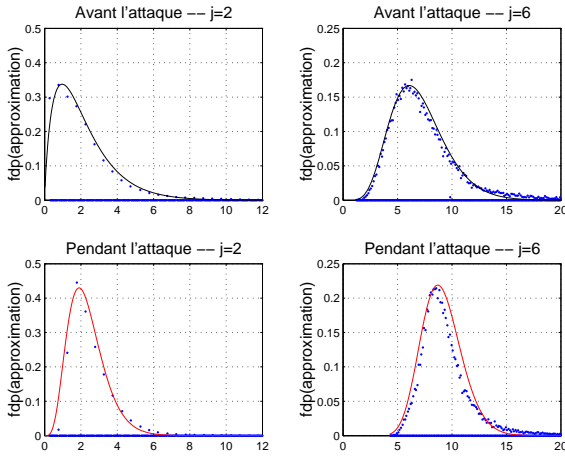 Avant l'attaque −− j=2
fdp(approximation)
0.5
0.4
0.3
0.2
0.1
0
0 2 4 6 8 10 12
Avant l'attaque −− j=6
fdp(approximation)
0.25
0.2
0.15
0.1
0.05
0
0 5 10 15 20
Pendant l'attaque −− j=2
fdp(approximation)
0.5
0.4
0.3
0.2
0.1
0
0 2 4 6 8 10 12
Pendant l'attaque −− j=6
fdp(approximation)
0.25
0.2
0.15
0.1
0.05
0
0 5 10 15 20